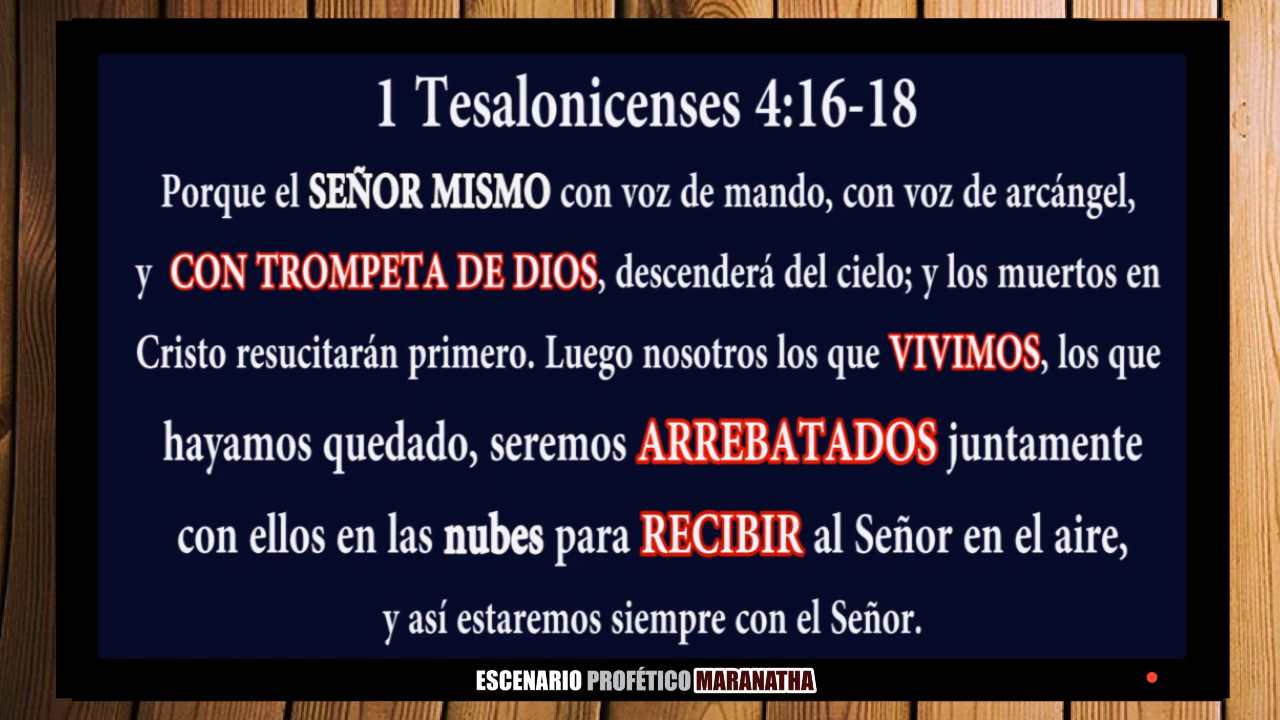 1 Tesalonicenses 4:16-18
Porque el SEÑOR MISMO con voz de mando, con voz de arcángel,
y CON TROMPETA DE DIOS, descenderá del cielo; y los muertos en
Cristo resucitarán primero. Luego nosotros los que VIVIMOS, los que
hayamos quedado, seremos ARREBATADOS juntamente
con ellos en las nubes para RECIBIR al Señor en el aire,
y así estaremos siempre con el Señor.
ESCENARIO PROFÉTICO MARANATHA